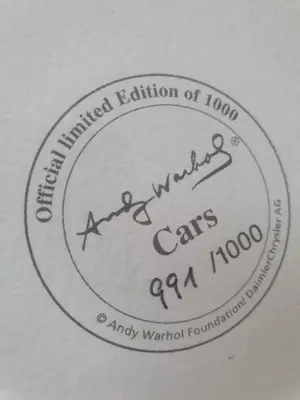 Official limited Edition of 1000
Andy Warhol®
Cars
991/1000
© Andy Warhol Foundation/DaimlerChrysler AG